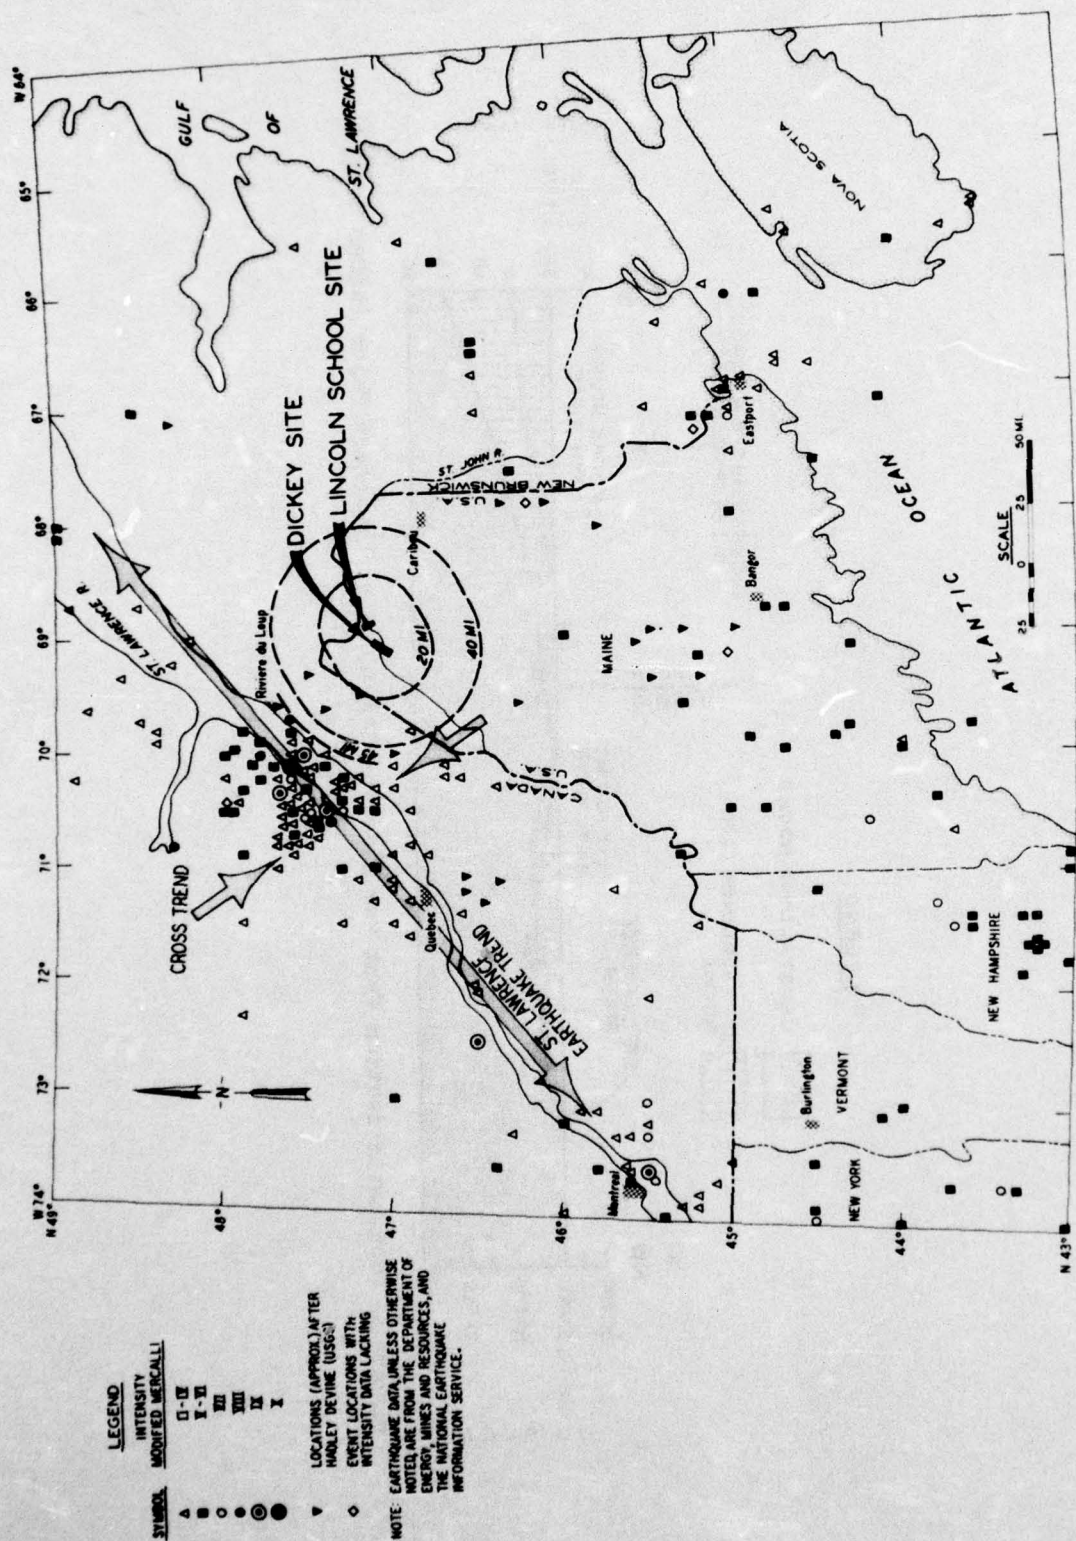 LEGEND
INTENSITY
SYMBOL MODIFIED MERCALLI
II-IV
V-VI
VII
VIII
IX
X
LOCATIONS (APPROX.) AFTER
HADLEY DEVINE (USGS)
EVENT LOCATIONS WITH
INTENSITY DATA LACKING
NOTE: EARTHQUAKE DATA, UNLESS OTHERWISE
NOTED, ARE FROM THE DEPARTMENT OF
ENERGY, MINES AND RESOURCES, AND
THE NATIONAL EARTHQUAKE
INFORMATION SERVICE.
W 74°
73°
72°
71°
70°
69°
68°
67°
66°
65°
W 64°
N 49°
48°
47°
46°
45°
44°
N 43°
-N-
CROSS TREND
ST. LAWRENCE R.
GULF
OF
ST. LAWRENCE
Riviere du Loup
DICKEY SITE
LINCOLN SCHOOL SITE
20 MI
40 MI
45 MI
Caribou
ST. JOHN R.
NEW BRUNSWICK
U.S.A.
Quebec
ST. LAWRENCE
EARTHQUAKE TREND
CANADA
U.S.A.
MAINE
Bangor
Eastport
NOVA SCOTIA
Montreal
Burlington
VERMONT
NEW YORK
NEW HAMPSHIRE
ATLANTIC
OCEAN
SCALE
25 0 25 50 MI.